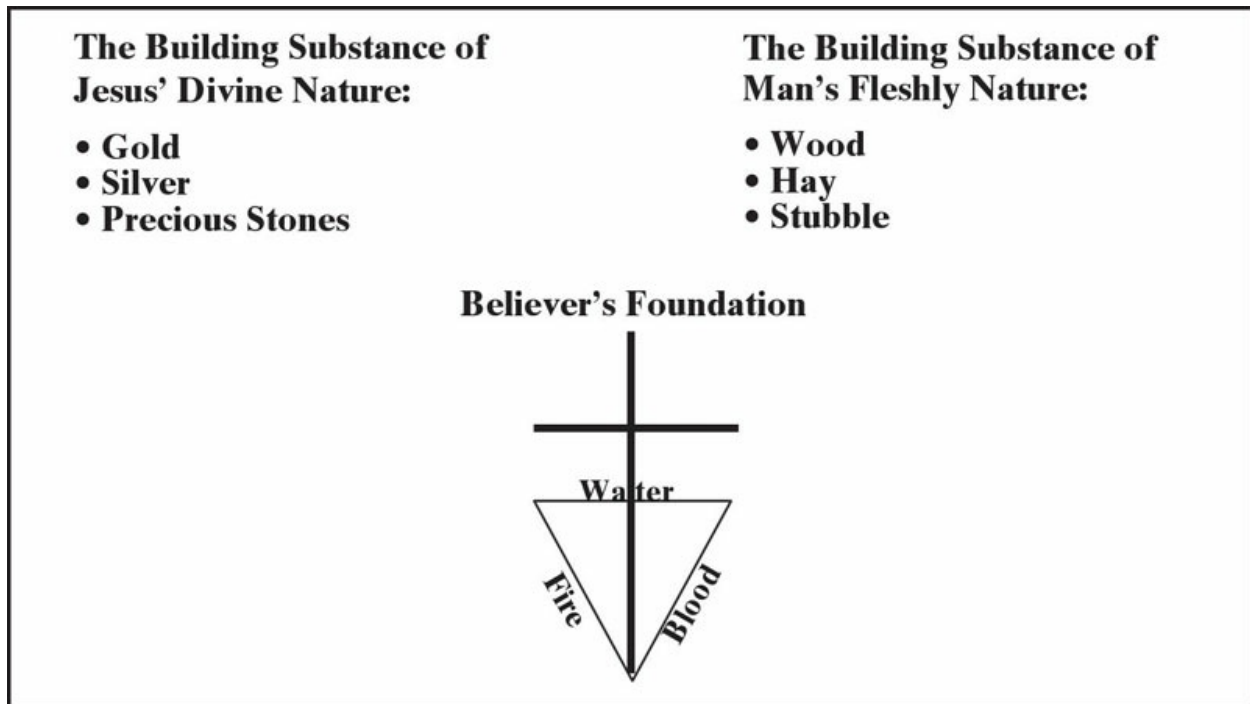 The Building Substance of
Jesus’ Divine Nature:
• Gold
• Silver
• Precious Stones
The Building Substance of
Man’s Fleshly Nature:
• Wood
• Hay
• Stubble
Believer’s Foundation
Water
Fire
Blood